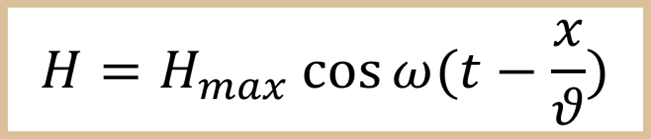 H = H_max cos ω(t − x/ϑ)